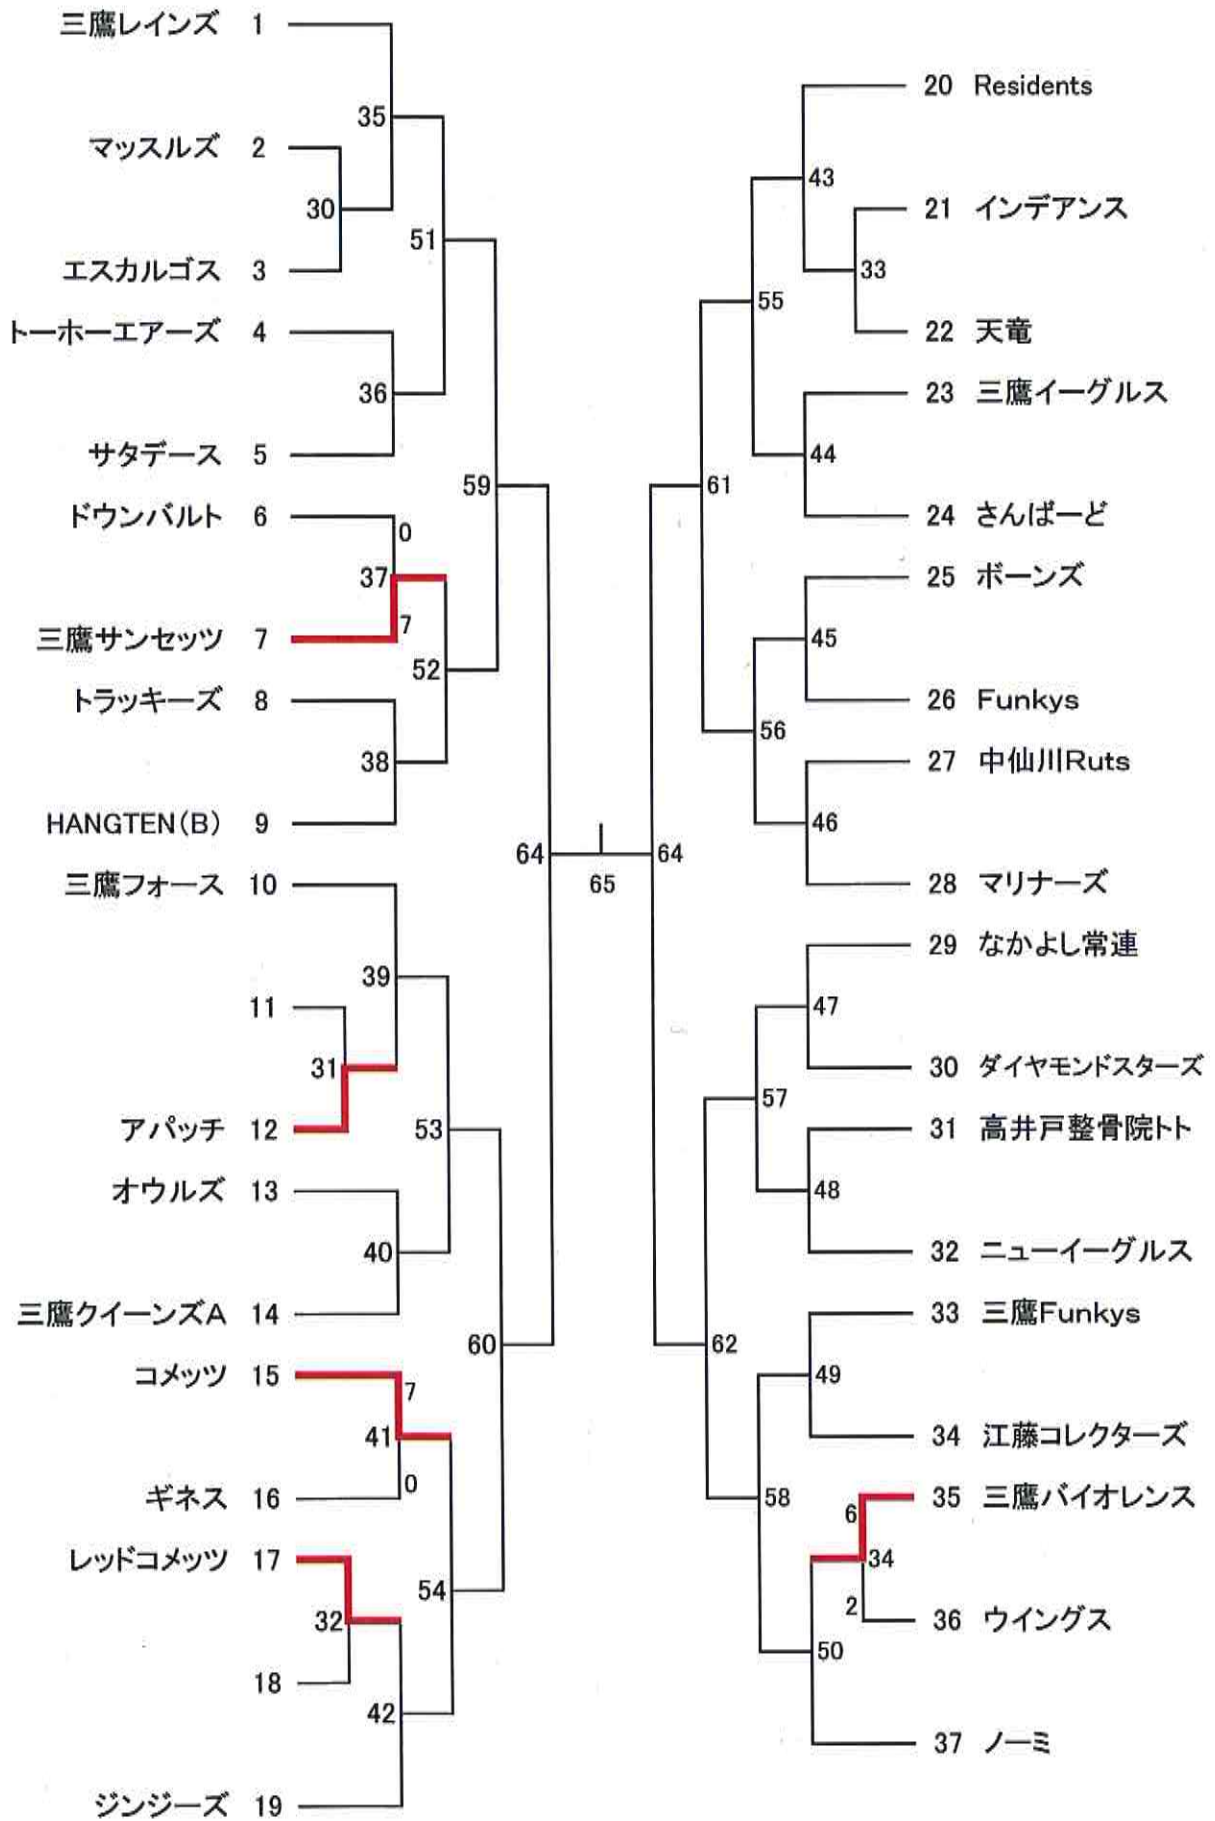 三鷹レインズ 1
35
マッスルズ 2
30
51
エスカルゴス 3
トーホーエアーズ 4
36
サタデース 5
59
ドウンバルト 6
0
37
7
三鷹サンセッツ 7
52
トラッキーズ 8
38
HANGTEN(B) 9
64
三鷹フォース 10
39
11
31
アパッチ 12
53
オウルズ 13
40
三鷹クイーンズA 14
60
コメッツ 15
7
41
0
ギネス 16
レッドコメッツ 17
54
32
18
42
ジンジーズ 19
65
20 Residents
43
21 インデアンス
33
55
22 天竜
23 三鷹イーグルス
44
61
24 さんばーど
25 ボーンズ
45
26 Funkys
56
27 中仙川Ruts
46
64
28 マリナーズ
29 なかよし常連
47
30 ダイヤモンドスターズ
57
31 高井戸整骨院トト
48
32 ニューイーグルス
33 三鷹Funkys
62
49
34 江藤コレクターズ
58
35 三鷹バイオレンス
6
34
2
36 ウイングス
50
37 ノーミ